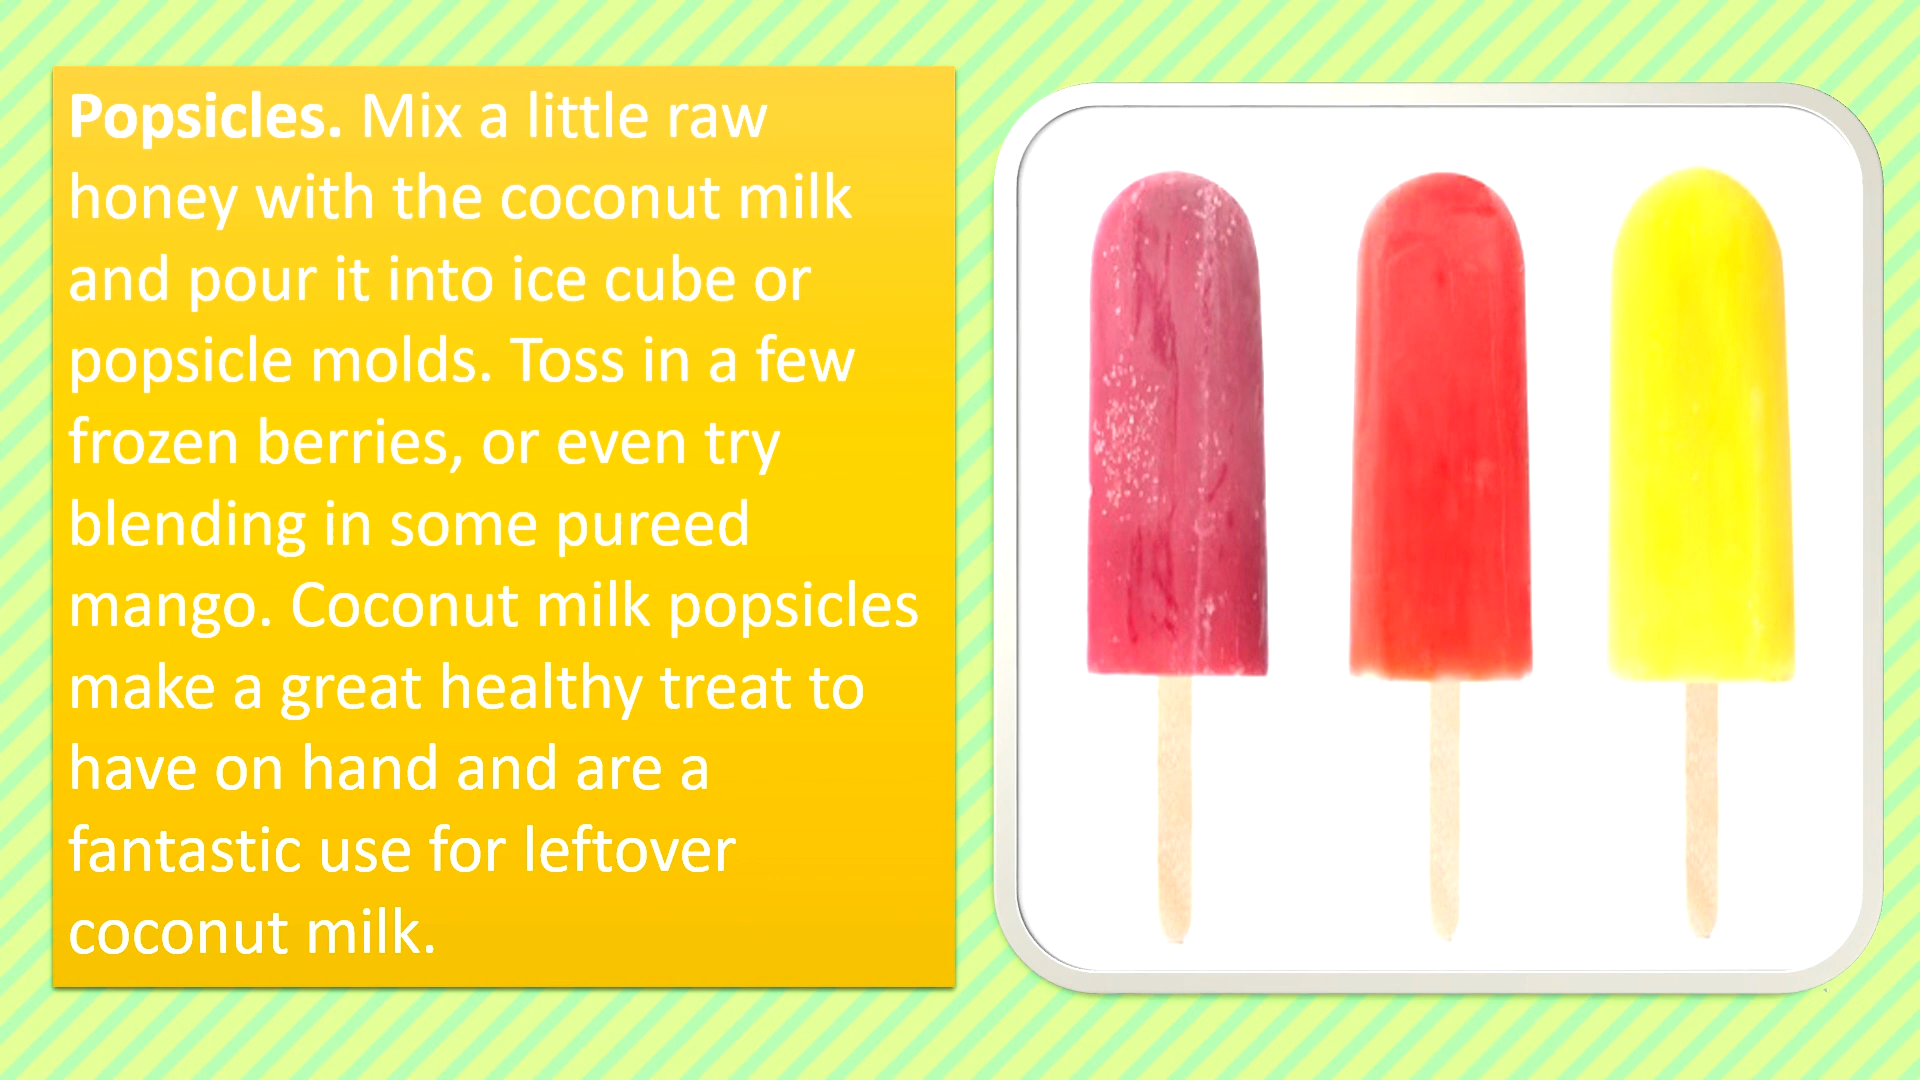 Popsicles. Mix a little raw
honey with the coconut milk
and pour it into ice cube or
popsicle molds. Toss in a few
frozen berries, or even try
blending in some pureed
mango. Coconut milk popsicles
make a great healthy treat to
have on hand and are a
fantastic use for leftover
coconut milk.